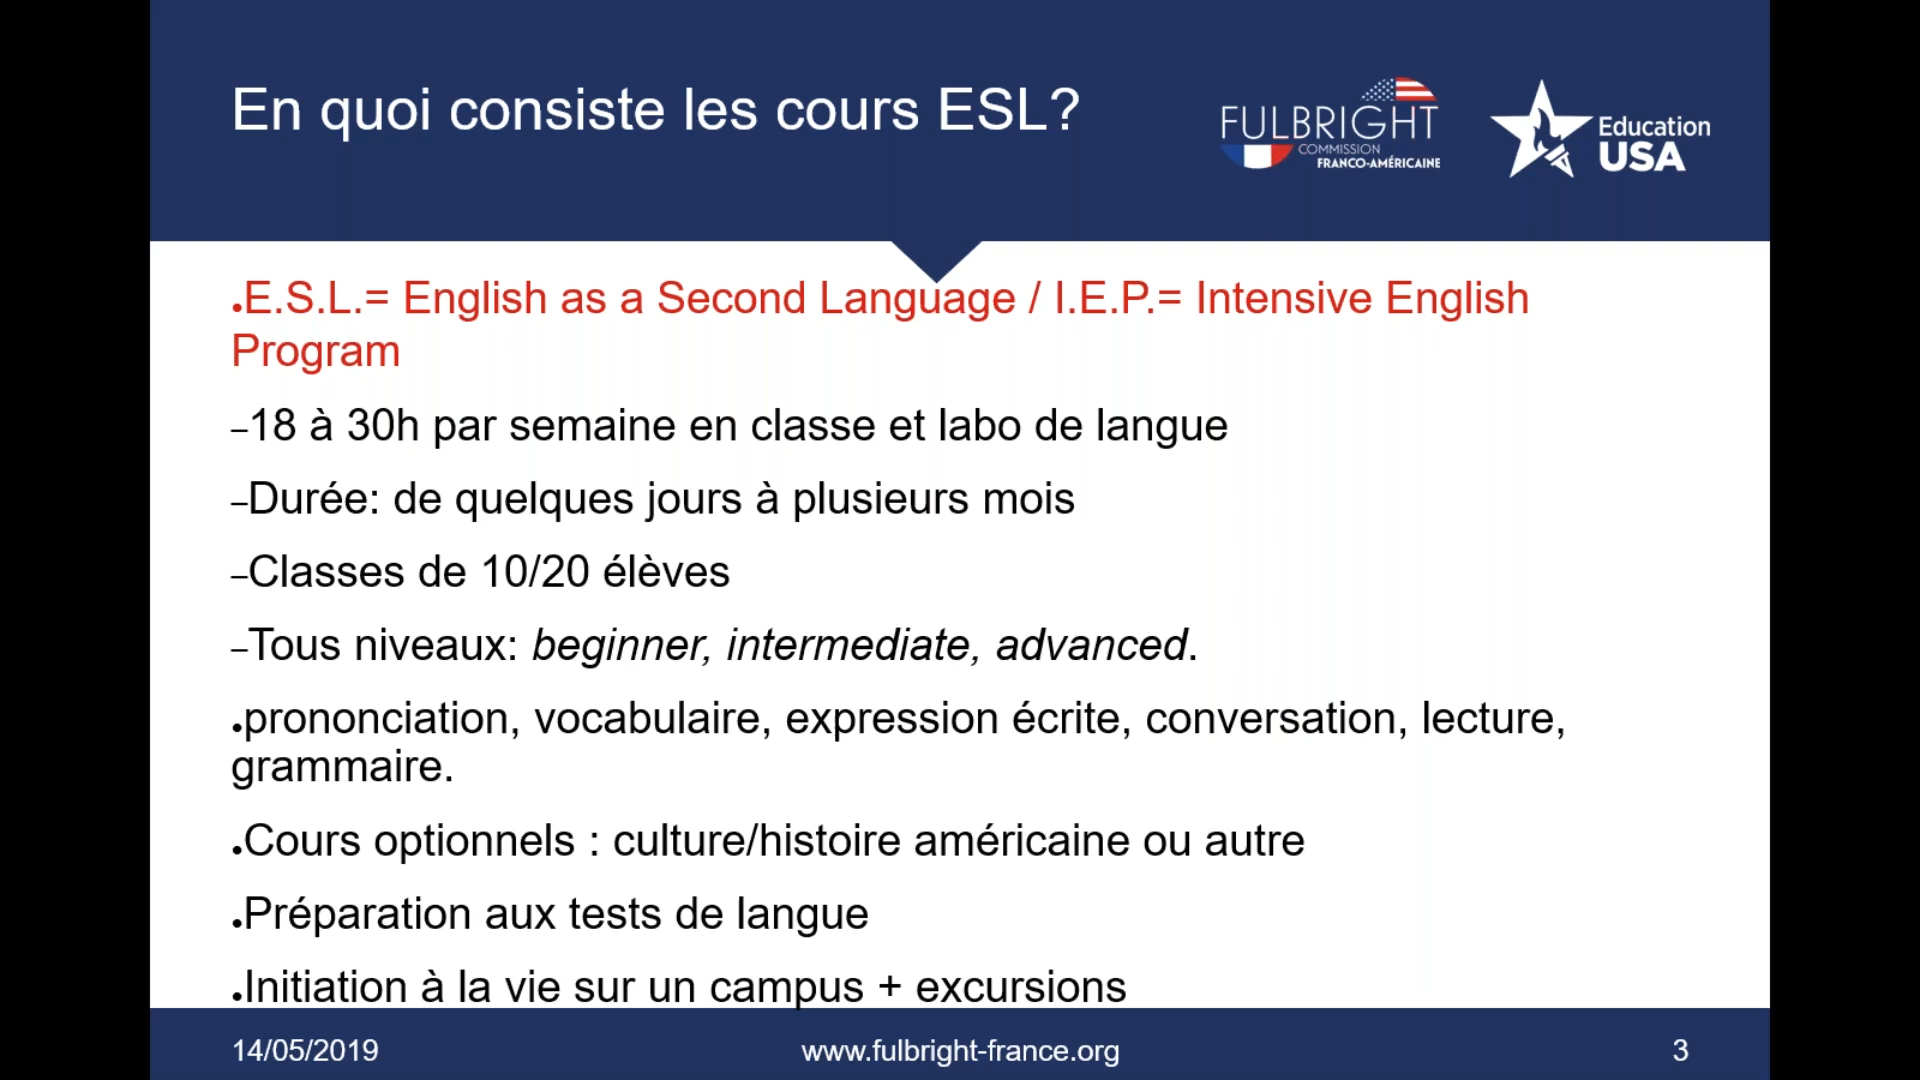 En quoi consiste les cours ESL?
FULBRIGHT
COMMISSION
FRANCO-AMÉRICAINE
Education
USA
•E.S.L.= English as a Second Language / I.E.P.= Intensive English
Program
–18 à 30h par semaine en classe et labo de langue
–Durée: de quelques jours à plusieurs mois
–Classes de 10/20 élèves
–Tous niveaux: beginner, intermediate, advanced.
•prononciation, vocabulaire, expression écrite, conversation, lecture,
grammaire.
•Cours optionnels : culture/histoire américaine ou autre
•Préparation aux tests de langue
•Initiation à la vie sur un campus + excursions
14/05/2019
www.fulbright-france.org
3